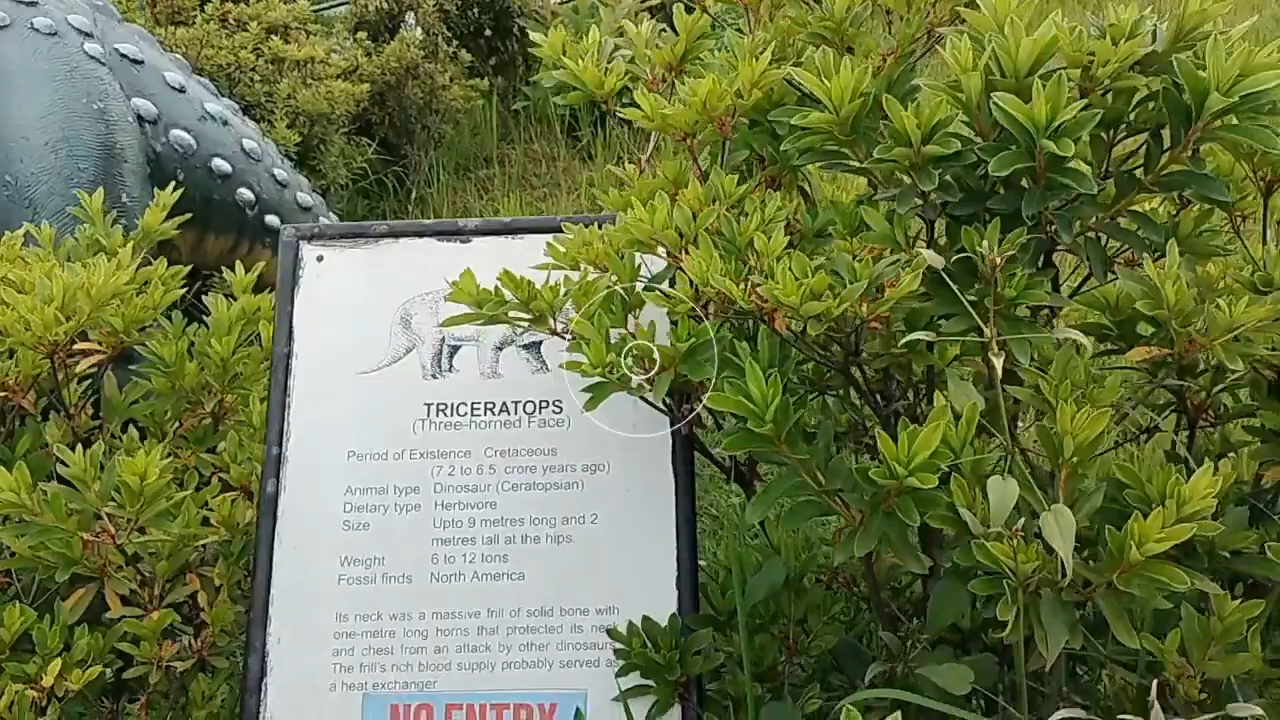 TRICERATOPS
(Three-horned Face)
Period of Existence Cretaceous
(7.2 to 6.5 crore years ago)
Animal type Dinosaur (Ceratopsian)
Dietary type Herbivore
Size Upto 9 metres long and 2
metres tall at the hips.
Weight 6 to 12 tons
Fossil finds North America
Its neck was a massive frill of solid bone with
one-metre long horns that protected its neck
and chest from an attack by other dinosaurs.
The frill's rich blood supply probably served as
a heat exchanger
NO ENTRY